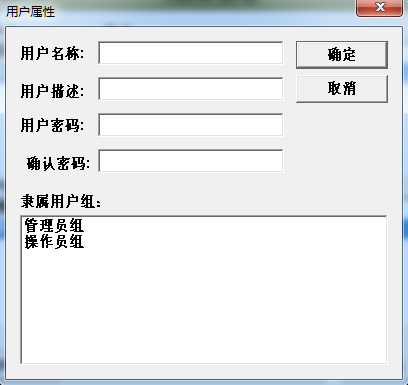 用户属性
用户名称:
确定
用户描述:
取消
用户密码:
确认密码:
隶属用户组:
管理员组
操作员组